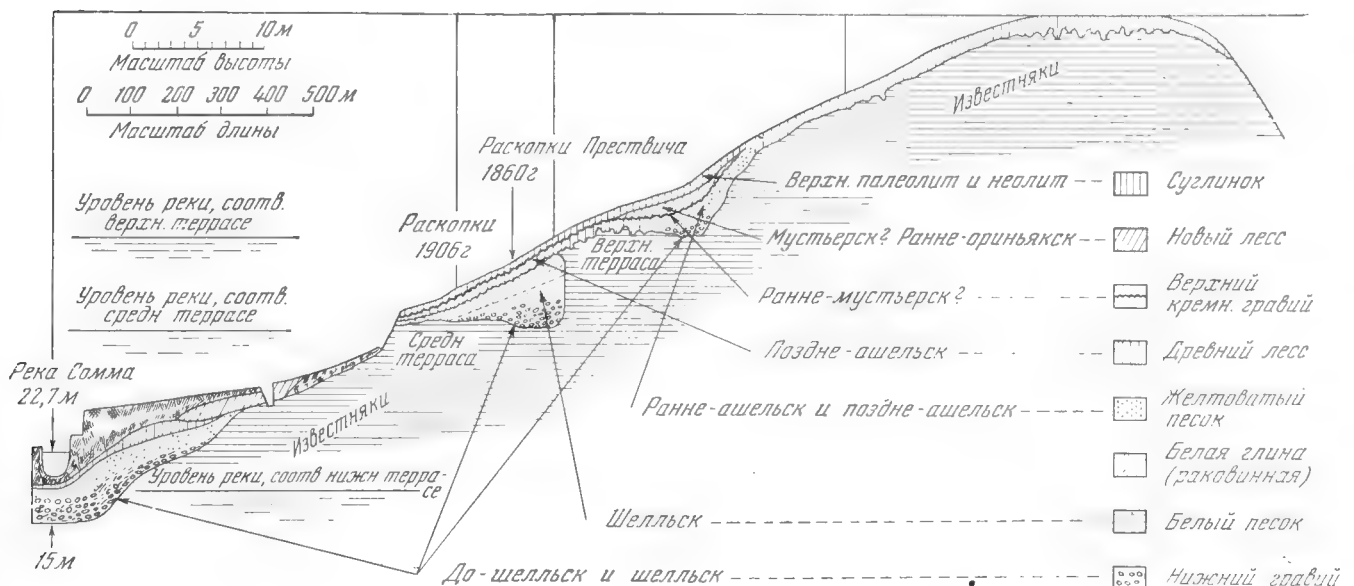 0 5 10 м
Масштаб высоты
0 100 200 300 400 500 м
Масштаб длины
Уровень реки, соотв.
верхн. террасе
Уровень реки, соотв.
средн террасе
Река Сомма
22,7 м
15 м
Раскопки
1906г
Раскопки Прествича
1860г
Верхн.
терраса
Средн
терраса
Известняки
Известняки
Уровень реки, соотв нижн терра-
се
Верхн. палеолит и неолит
Мустьерск? Ранне-ориньякск
Ранне-мустьерск?
Поздне-ашельск
Ранне-ашельск и поздне-ашельск
Шелльск
До-шелльск и шелльск
Суглинок
Новый лесс
Верхний
кремн. гравий
Древний лесс
Желтоватый
песок
Белая глина
(раковинная)
Белый песок
Нижний гравий